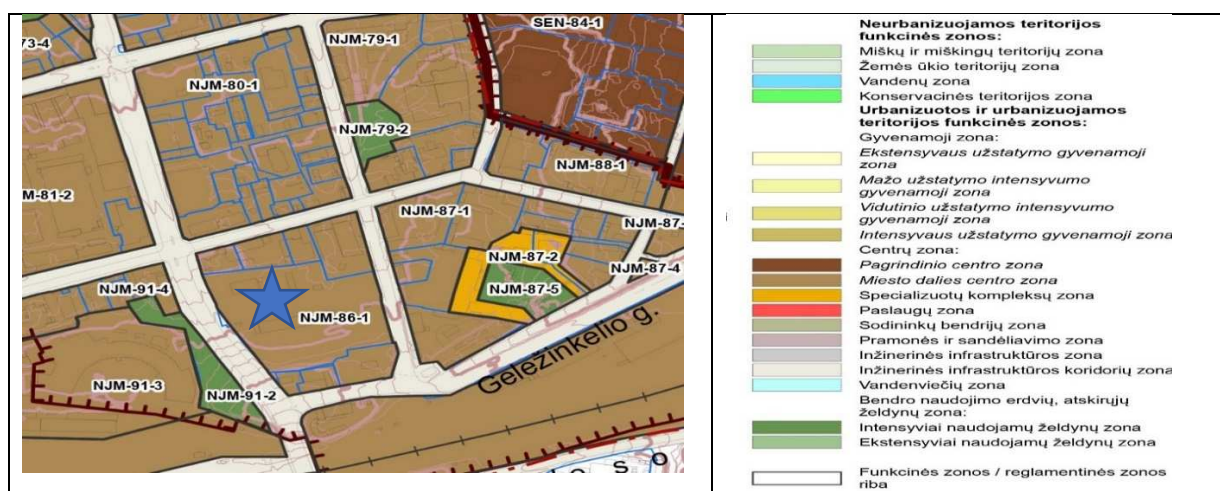 SEN-84-1
73-4
NJM-79-1
NJM-80-1
NJM-79-2
NJM-88-1
M-81-2
NJM-87-1
NJM-87-
NJM-87-2
NJM-87-4
NJM-91-4
NJM-87-5
NJM-86-1
Geležinkelio g.
NJM-91-3
NJM-91-2
l o s o
Neurbanizuojamos teritorijos
funkcinės zonos:
Miškų ir miškingų teritorijų zona
Žemės ūkio teritorijų zona
Vandenų zona
Konservacinės teritorijos zona
Urbanizuotos ir urbanizuojamos
teritorijos funkcinės zonos:
Gyvenamoji zona:
Ekstensyvaus užstatymo gyvenamoji
zona
Mažo užstatymo intensyvumo
gyvenamoji zona
Vidutinio užstatymo intensyvumo
gyvenamoji zona
Intensyvaus užstatymo gyvenamoji zona
Centrų zona:
Pagrindinio centro zona
Miesto dalies centro zona
Specializuotų kompleksų zona
Paslaugų zona
Sodininkų bendrijų zona
Pramonės ir sandėliavimo zona
Inžinerinės infrastruktūros zona
Inžinerinės infrastruktūros koridorių zona
Vandenviečių zona
Bendro naudojimo erdvių, atskirųjų
želdynų zona:
Intensyviai naudojamų želdynų zona
Ekstensyviai naudojamų želdynų zona
Funkcinės zonos / reglamentinės zonos
riba